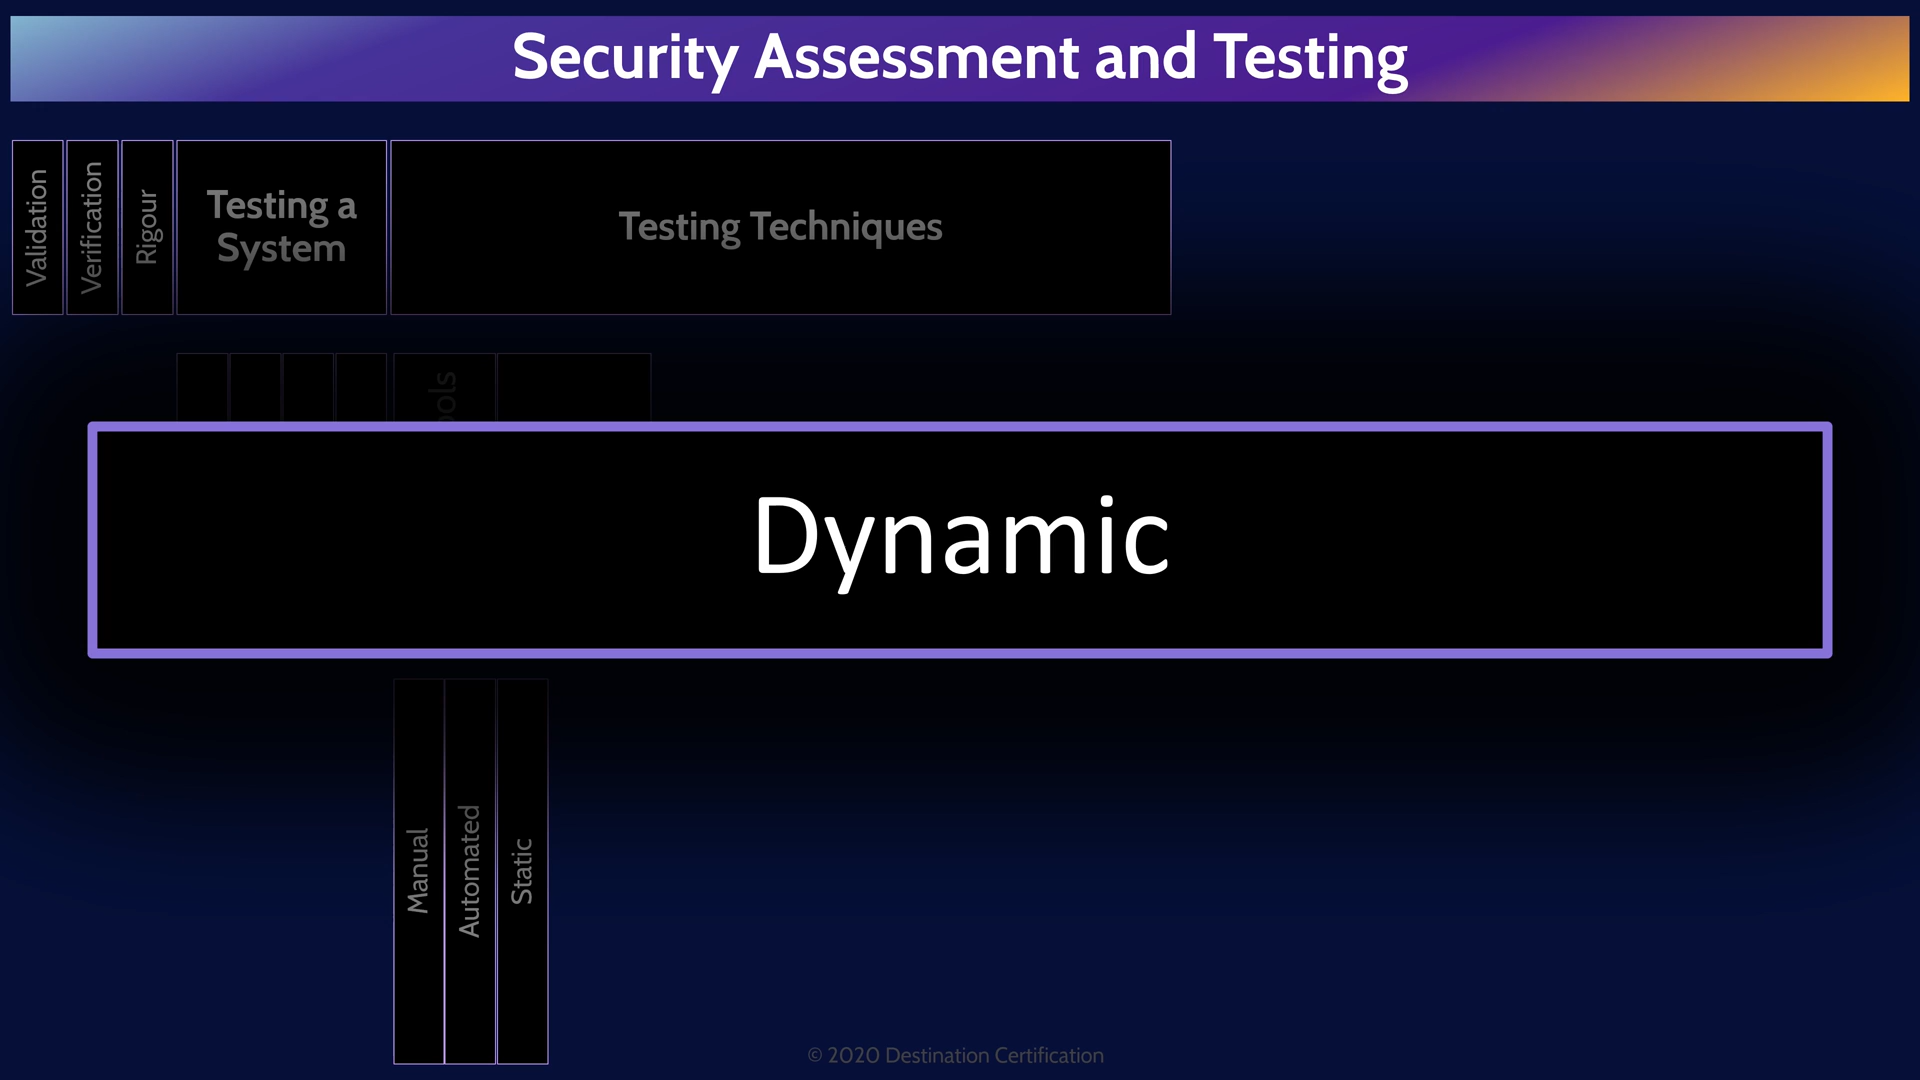 Security Assessment and Testing
Validation
Verification
Rigour
Testing a
System
Testing Techniques
Dynamic
Manual
Automated
Static
© 2020 Destination Certification